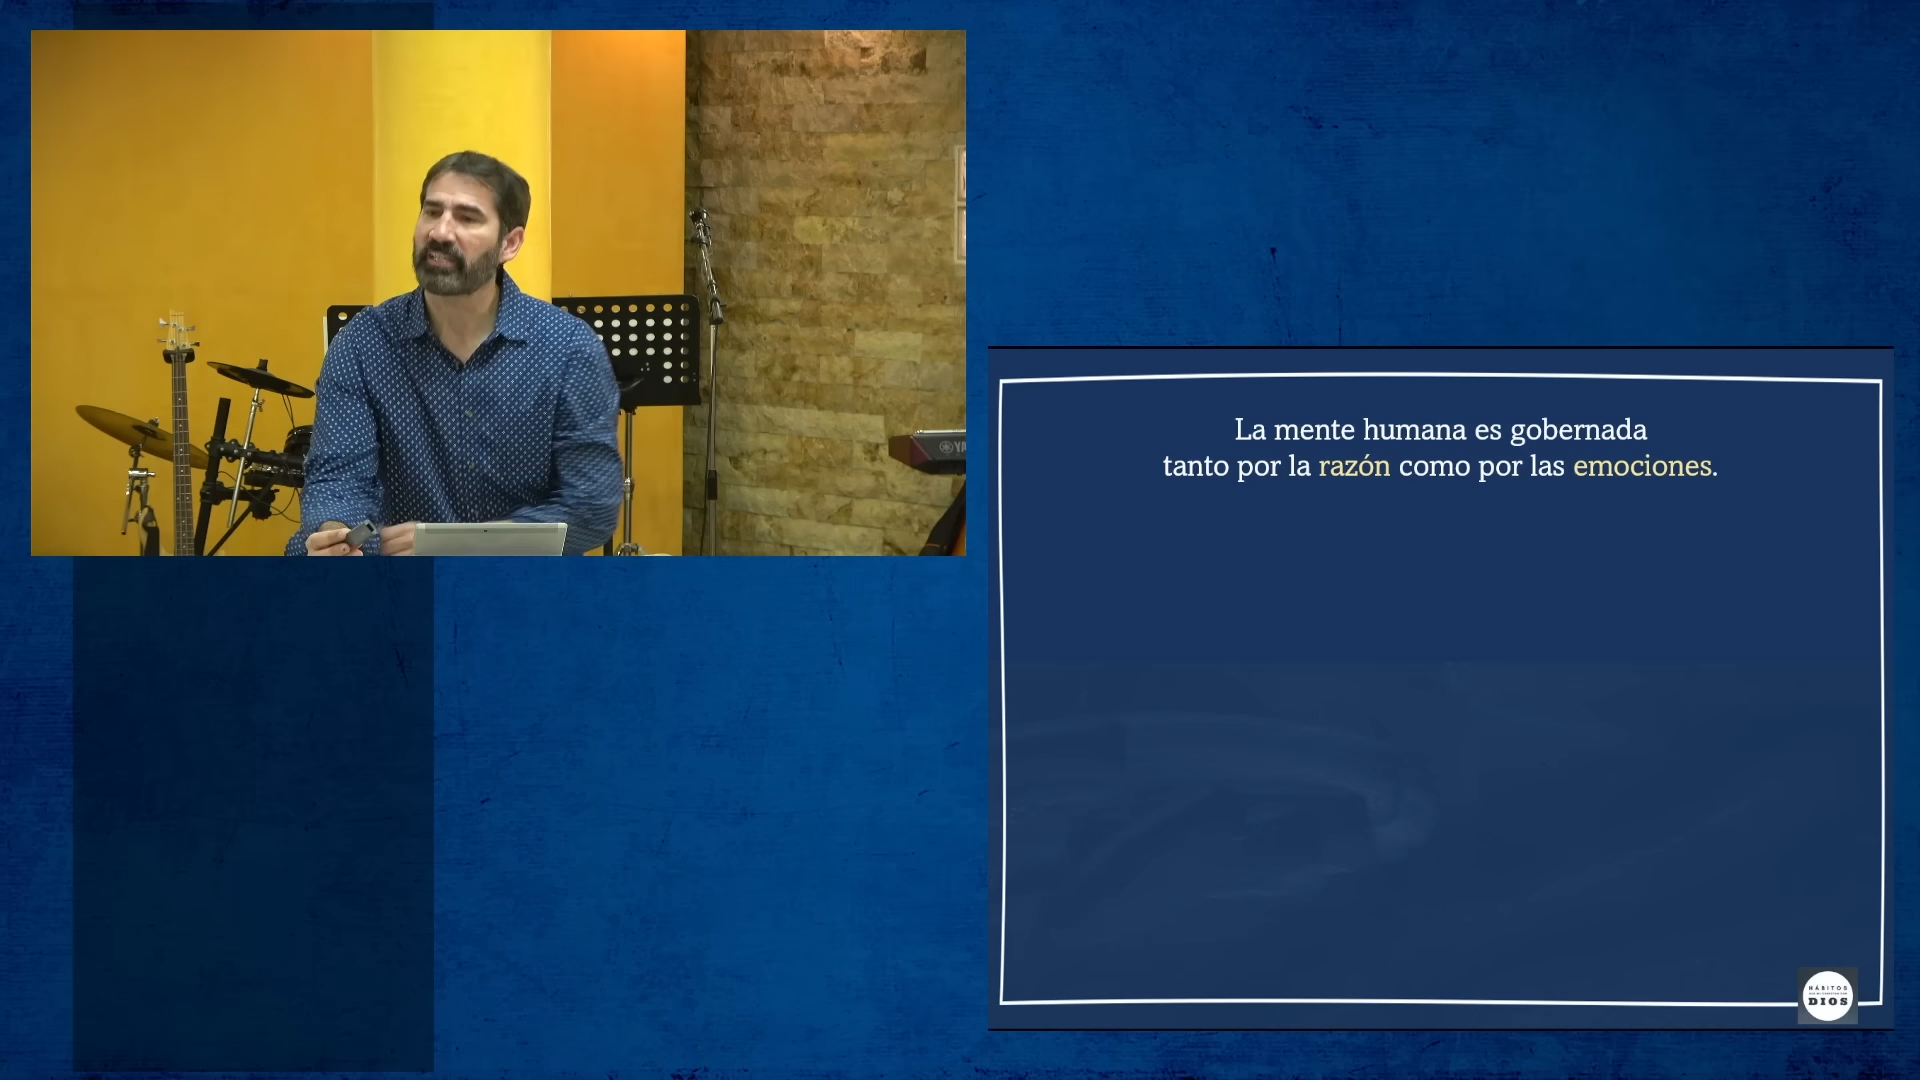 La mente humana es gobernada
tanto por la razón como por las emociones.
HÁBITOS
DIOS